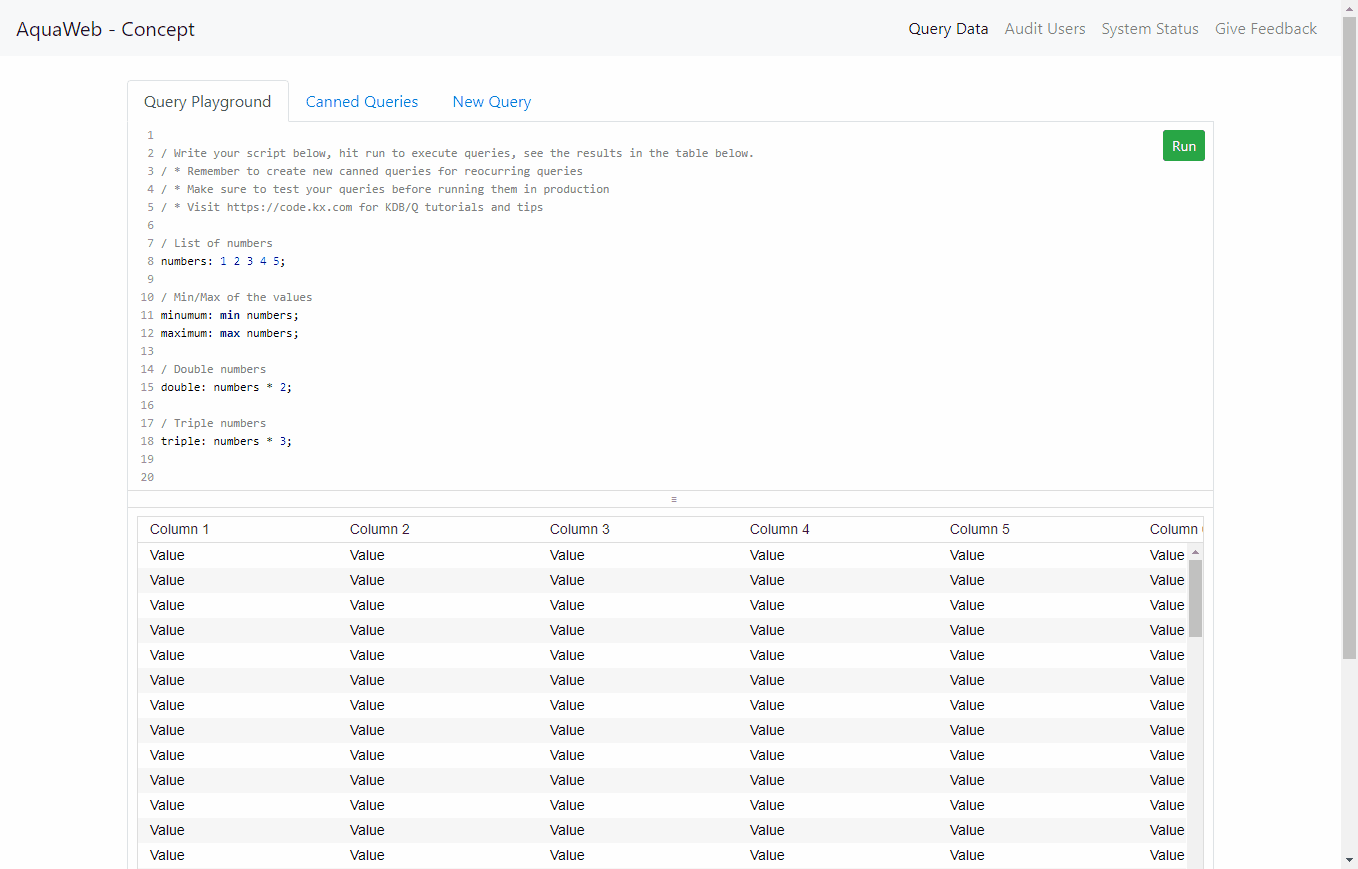 AquaWeb - Concept
Query Data Audit Users System Status Give Feedback
Query Playground Canned Queries New Query
Run
1
2 / Write your script below, hit run to execute queries, see the results in the table below.
3 / * Remember to create new canned queries for reocurring queries
4 / * Make sure to test your queries before running them in production
5 / * Visit https://code.kx.com for KDB/Q tutorials and tips
6
7 / List of numbers
8 numbers: 1 2 3 4 5;
9
10 / Min/Max of the values
11 minumum: min numbers;
12 maximum: max numbers;
13
14 / Double numbers
15 double: numbers * 2;
16
17 / Triple numbers
18 triple: numbers * 3;
19
20
Column 1 Column 2 Column 3 Column 4 Column 5 Column
Value Value Value Value Value Value
Value Value Value Value Value Value
Value Value Value Value Value Value
Value Value Value Value Value Value
Value Value Value Value Value Value
Value Value Value Value Value Value
Value Value Value Value Value Value
Value Value Value Value Value Value
Value Value Value Value Value Value
Value Value Value Value Value Value
Value Value Value Value Value Value
Value Value Value Value Value Value
Value Value Value Value Value Value